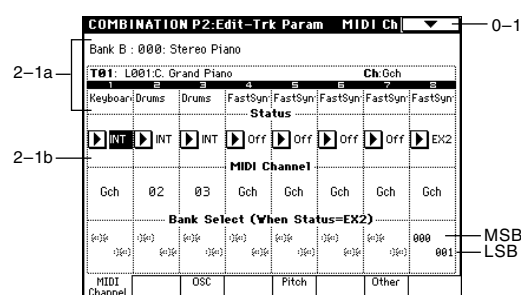 COMBINATION P2:Edit-Trk Param MIDI Ch
0-1
Bank B : 000: Stereo Piano
2-1a
T01: L001:C. Grand Piano Ch:Gch
1 2 3 4 5 6 7 8
Keyboar Drums Drums FastSyn FastSyn FastSyn FastSyn FastSyn
Status
INT INT INT Off Off Off Off EX2
2-1b
MIDI Channel
Gch 02 03 Gch Gch Gch Gch Gch
Bank Select (When Status=EX2)
000 MSB
001 LSB
MIDI Channel OSC Pitch Other